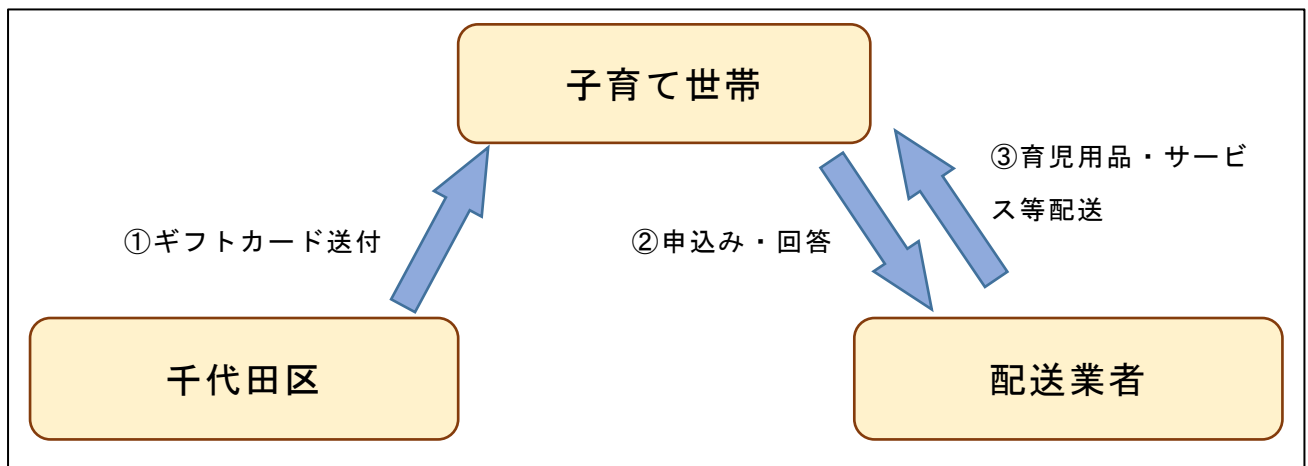 子育て世帯
③育児用品・サービ
ス等配送
①ギフトカード送付
②申込み・回答
千代田区
配送業者